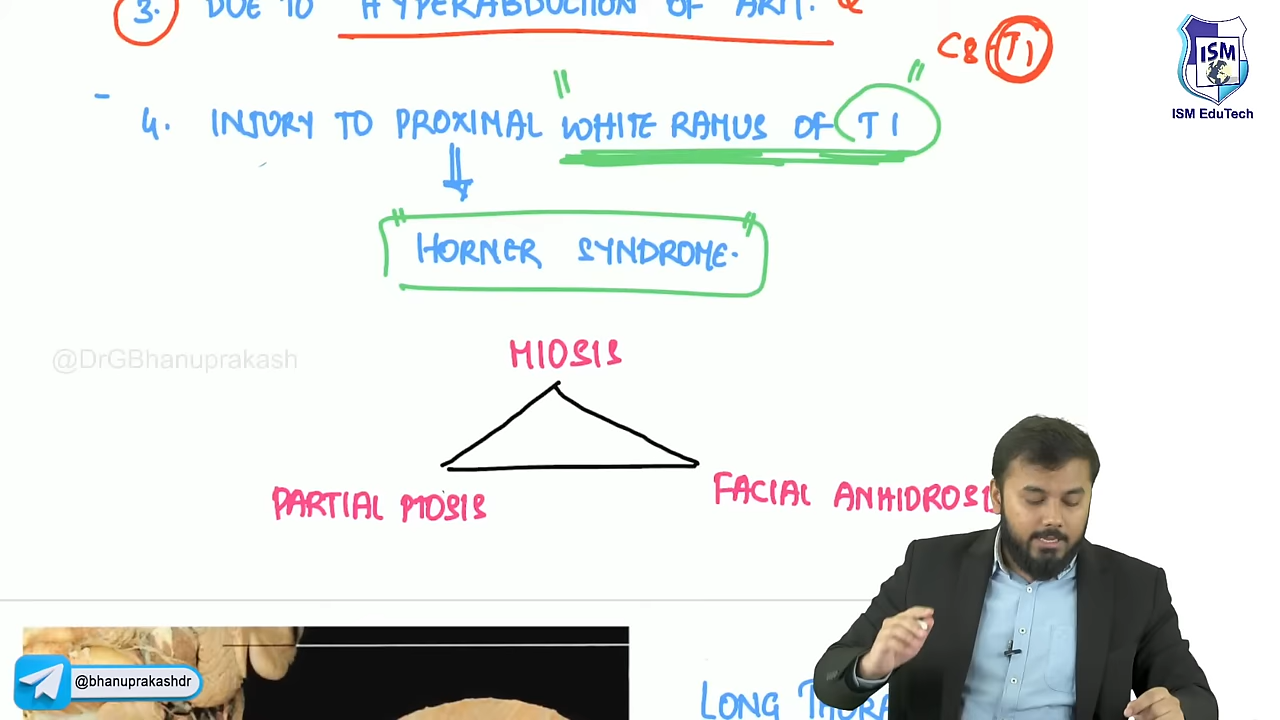 3. DUE TO HYPERABDUCTION OF ARM.
C8 T1
ISM
ISM EduTech
4. INJURY TO PROXIMAL "WHITE RAMUS OF T1"
"HORNER SYNDROME."
@DrGBhanuprakash
MIOSIS
PARTIAL PTOSIS
FACIAL ANHIDROSIS
@bhanuprakashdr
LONG